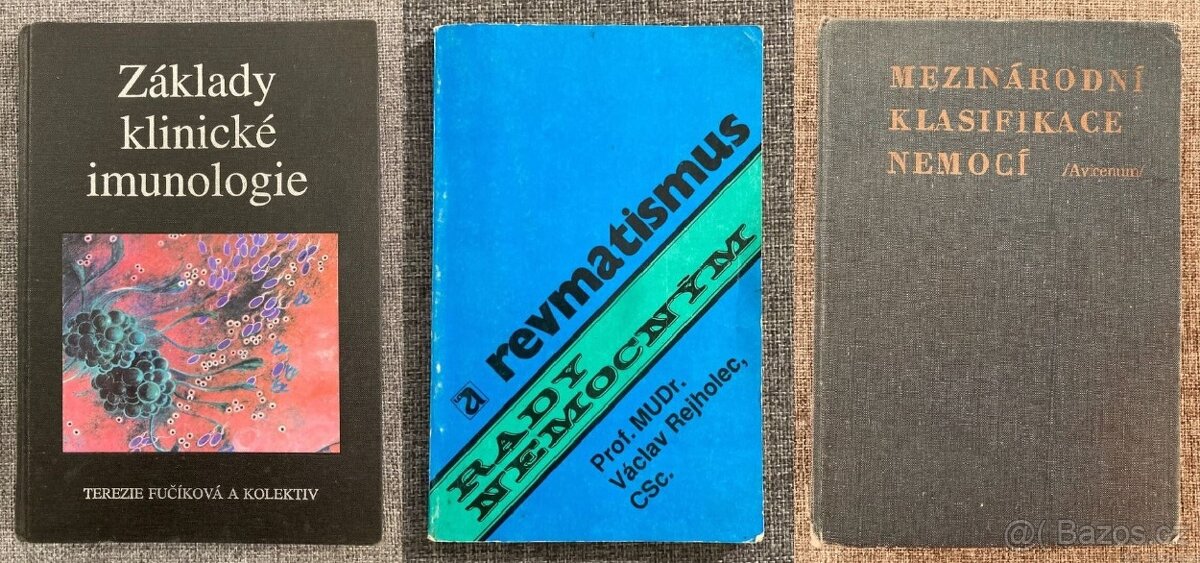 Základy
klinické
imunologie
TEREZIE FUČÍKOVÁ A KOLEKTIV
a revmatismus
RADY
NEMOCNÝM
Prof. MUDr.
Václav Rejholec,
CSc.
MEZINÁRODNÍ
KLASIFIKACE
NEMOCÍ /Avrenum/
Bazos.cz